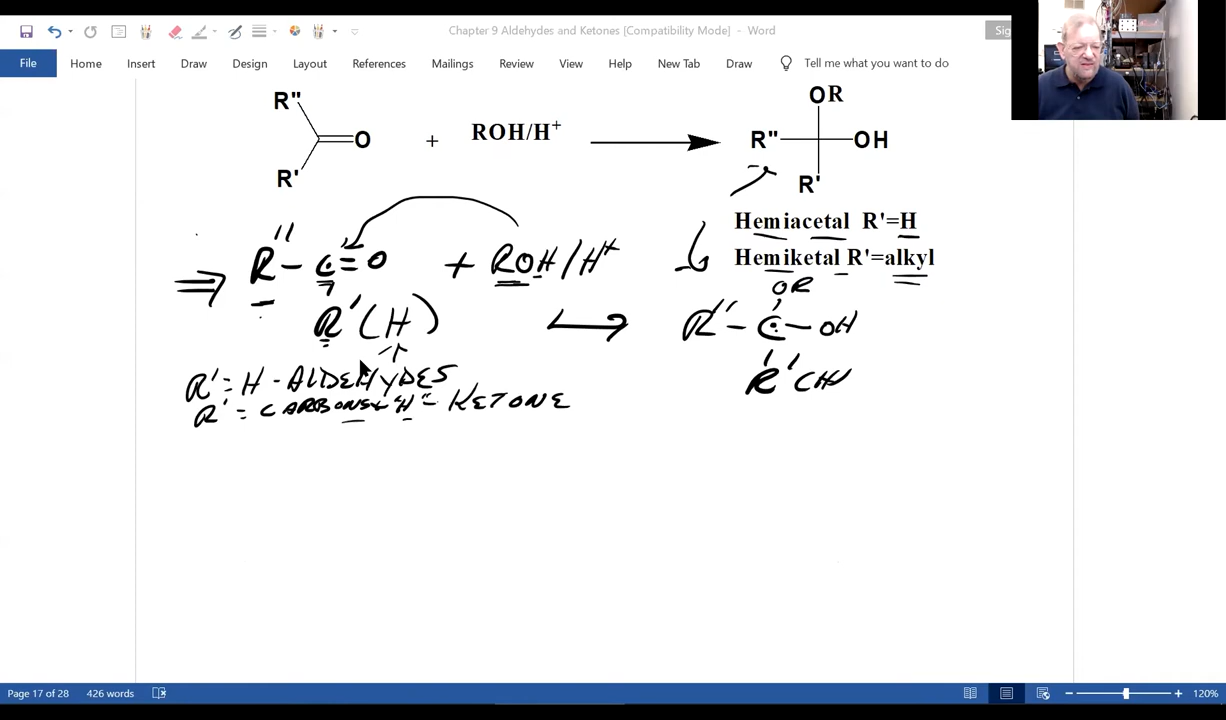 Chapter 9 Aldehydes and Ketones [Compatibility Mode] - Word
File Home Insert Draw Design Layout References Mailings Review View Help New Tab Draw Tell me what you want to do
R" O + ROH/H+ OR R" OH
R' R'
Hemiacetal R'=H
Hemiketal R'=alkyl
R" - C = O + ROH/H+
R'(H)
OR
R" - C - OH
R'(H)
R' = H - ALDEHYDES
R' = "H" = KETONE
Page 17 of 28 426 words 120%